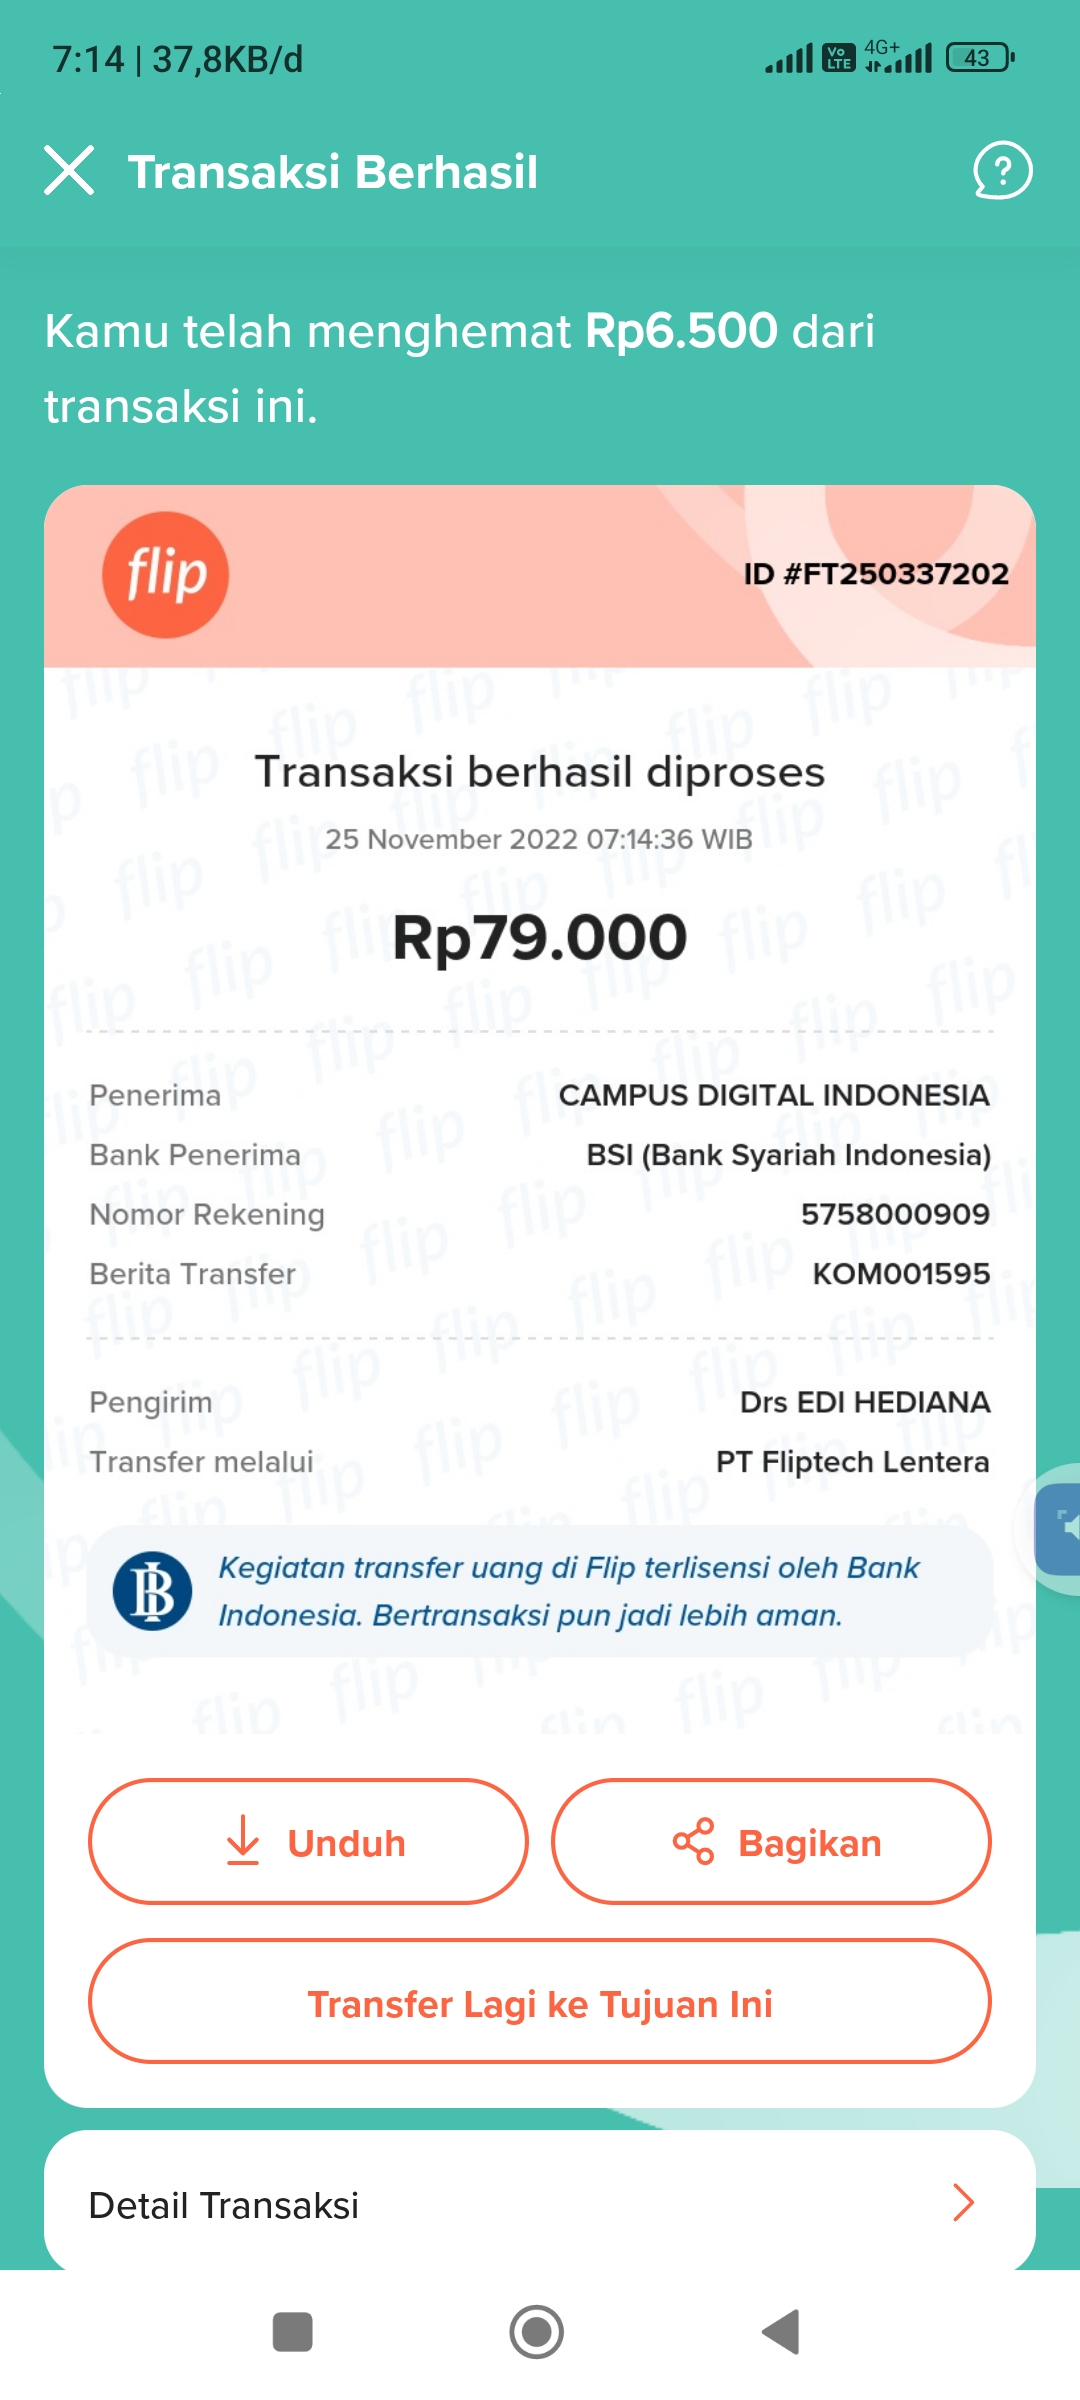 7:14 | 37,8KB/d Vo LTE 4G+ 43
Transaksi Berhasil ?
Kamu telah menghemat Rp6.500 dari
transaksi ini.
flip ID #FT250337202
Transaksi berhasil diproses
25 November 2022 07:14:36 WIB
Rp79.000
Penerima CAMPUS DIGITAL INDONESIA
Bank Penerima BSI (Bank Syariah Indonesia)
Nomor Rekening 5758000909
Berita Transfer KOM001595
Pengirim Drs EDI HEDIANA
Transfer melalui PT Fliptech Lentera
Kegiatan transfer uang di Flip terlisensi oleh Bank
Indonesia. Bertransaksi pun jadi lebih aman.
Unduh Bagikan
Transfer Lagi ke Tujuan Ini
Detail Transaksi